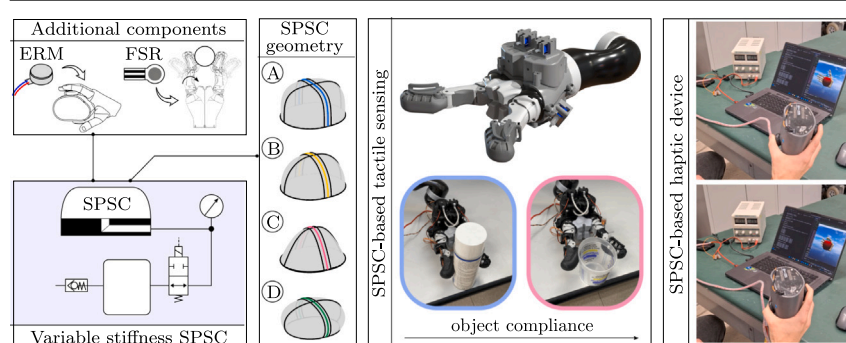 Additional components
ERM
FSR
SPSC
Variable stiffness SPSC
SPSC
geometry
A
B
C
D
SPSC-based tactile sensing
object compliance
SPSC-based haptic device